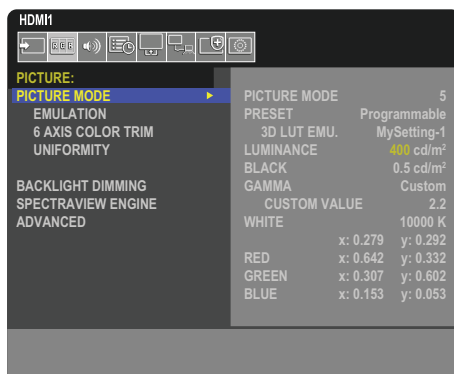 HDMI1
PICTURE:
PICTURE MODE
EMULATION
6 AXIS COLOR TRIM
UNIFORMITY
BACKLIGHT DIMMING
SPECTRAVIEW ENGINE
ADVANCED
PICTURE MODE 5
PRESET Programmable
3D LUT EMU. MySetting-1
LUMINANCE 400 cd/m²
BLACK 0.5 cd/m²
GAMMA Custom
CUSTOM VALUE 2.2
WHITE 10000 K
x: 0.279 y: 0.292
RED x: 0.642 y: 0.332
GREEN x: 0.307 y: 0.602
BLUE x: 0.153 y: 0.053